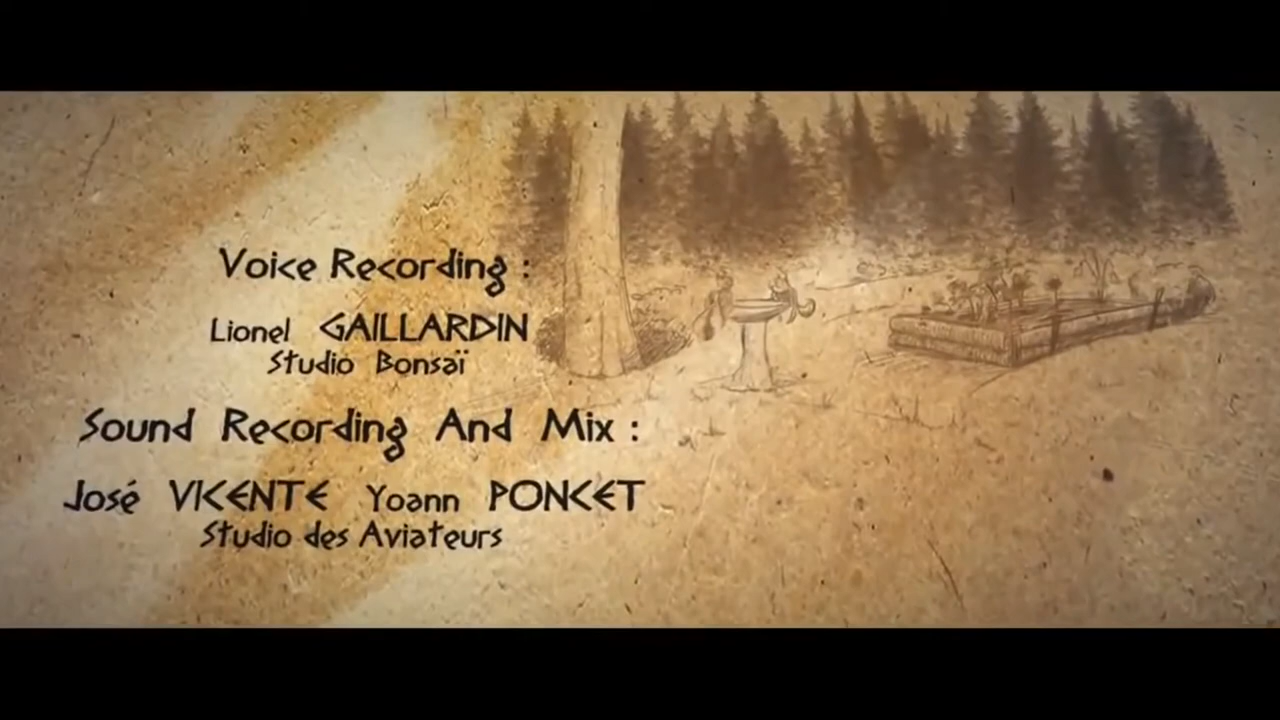 Voice Recording :
Lionel GAILLARDIN
Studio Bonsaï
Sound Recording And Mix :
José VICENTE Yoann PONCET
Studio des Aviateurs